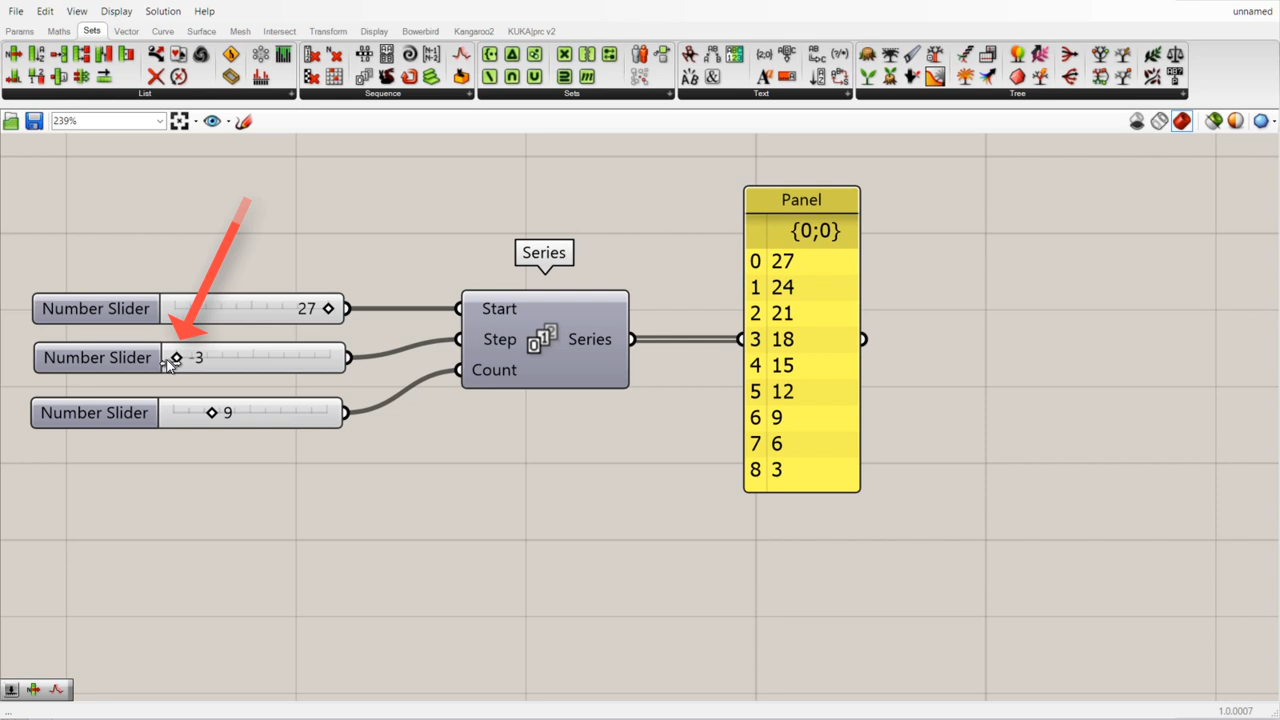 File Edit View Display Solution Help unnamed
Params Maths Sets Vector Curve Surface Mesh Intersect Transform Display Bowerbird Kangaroo2 KUKA|prc v2
List Sequence Sets Text Tree
239%
Series
Number Slider 27
Number Slider -3
Number Slider 9
Start
Step Series
Count
Panel
{0;0}
0 27
1 24
2 21
3 18
4 15
5 12
6 9
7 6
8 3
... 1.0.0007